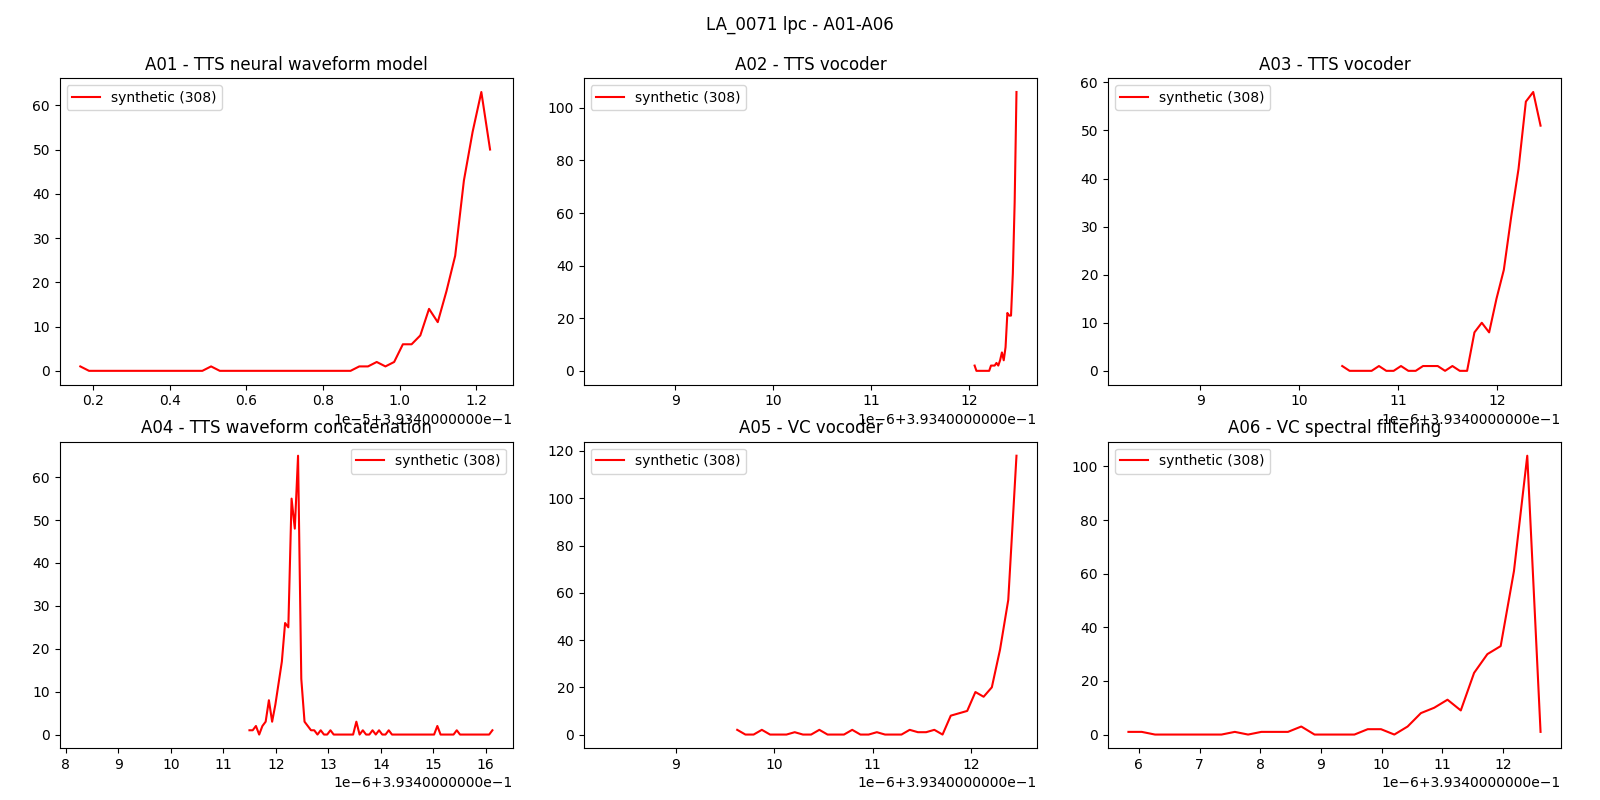 LA_0071 lpc - A01-A06
A01 - TTS neural waveform model
A02 - TTS vocoder
A03 - TTS vocoder
synthetic (308)
synthetic (308)
synthetic (308)
60
50
40
30
20
10
0
100
80
60
40
20
0
60
50
40
30
20
10
0
0.2 0.4 0.6 0.8 1.0 1.2
1e-5+3.9340000000e-1
9 10 11 12
1e-6+3.9340000000e-1
9 10 11 12
1e-6+3.9340000000e-1
A04 - TTS waveform concatenation
A05 - VC vocoder
A06 - VC spectral filtering
synthetic (308)
synthetic (308)
synthetic (308)
60
50
40
30
20
10
0
120
100
80
60
40
20
0
100
80
60
40
20
0
8 9 10 11 12 13 14 15 16
1e-6+3.9340000000e-1
9 10 11 12
1e-6+3.9340000000e-1
6 7 8 9 10 11 12
1e-6+3.9340000000e-1